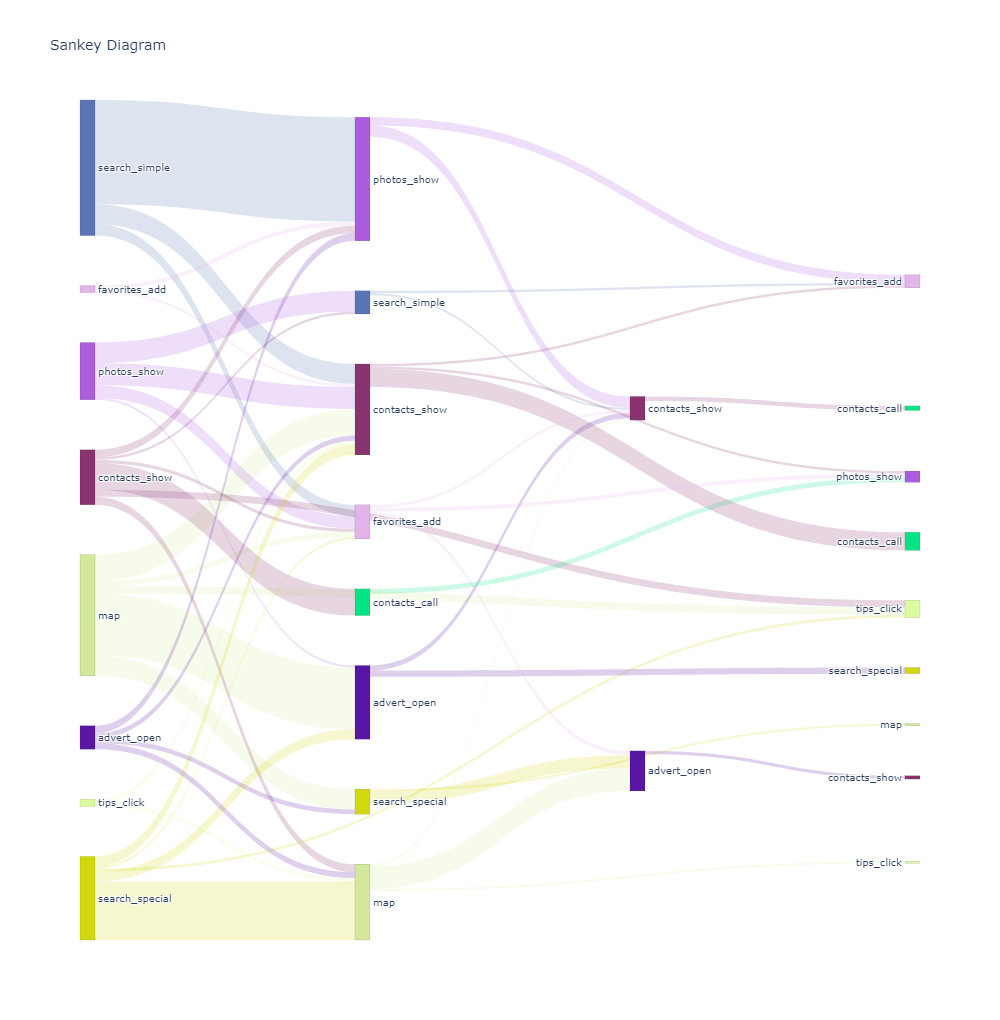 Sankey Diagram
search_simple
favorites_add
photos_show
contacts_show
map
advert_open
tips_click
search_special
photos_show
search_simple
contacts_show
favorites_add
contacts_call
advert_open
search_special
map
contacts_show
advert_open
favorites_add
contacts_call
photos_show
contacts_call
tips_click
search_special
map
contacts_show
tips_click